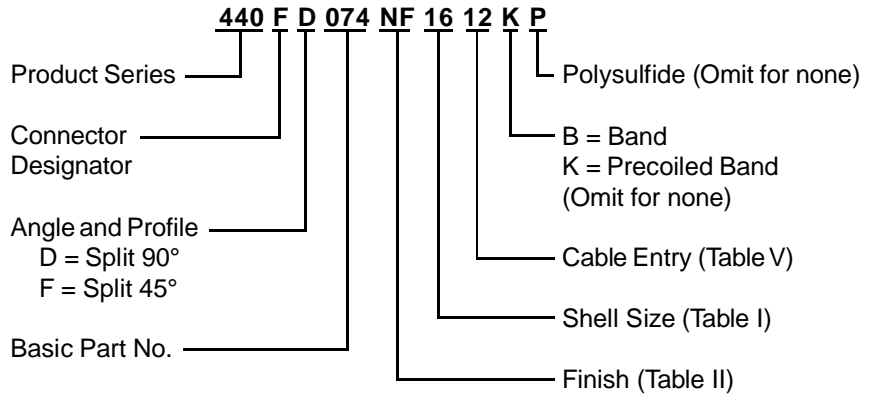 440 F D 074 NF 16 12 K P
Product Series
Connector
Designator
Angle and Profile
D = Split 90°
F = Split 45°
Basic Part No.
Polysulfide (Omit for none)
B = Band
K = Precoiled Band
(Omit for none)
Cable Entry (Table V)
Shell Size (Table I)
Finish (Table II)